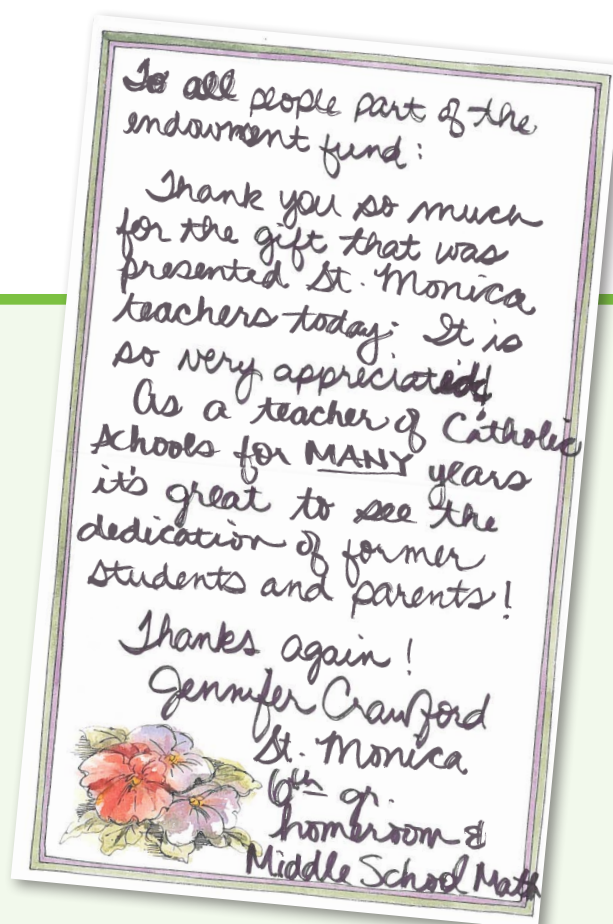 To all people part of the
endowment fund:
Thank you so much
for the gift that was
presented St. Monica
teachers today. It is
so very appreciated!
As a teacher of Catholic
schools for MANY years
it's great to see the
dedication of former
students and parents!
Thanks again!
Jennifer Crawford
St. Monica
6th gr.
homeroom &
Middle School Math